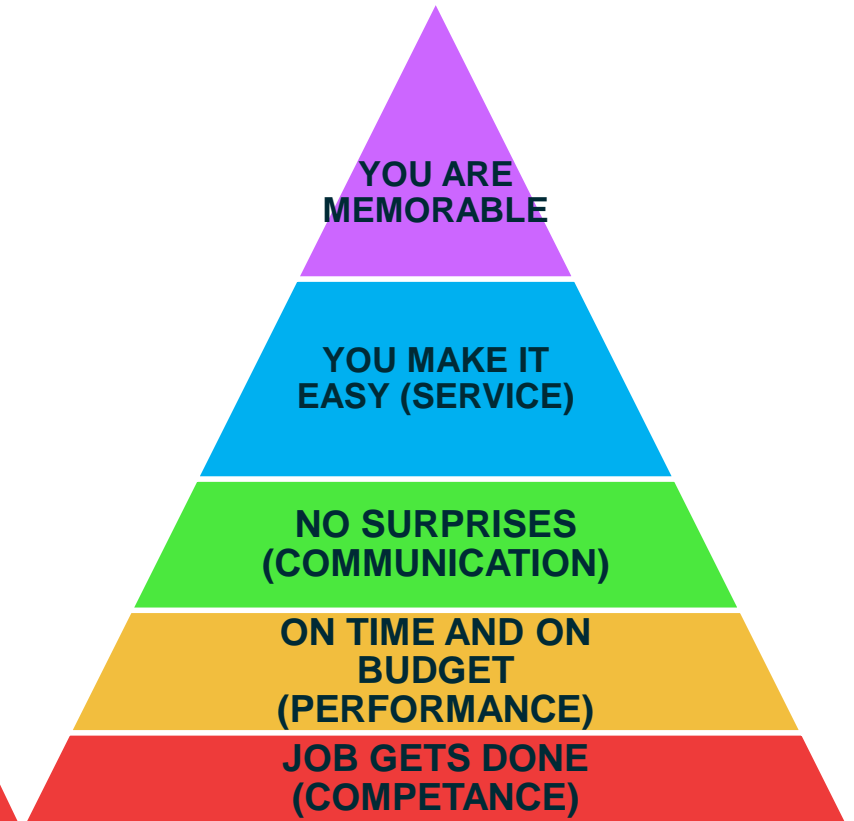 YOU ARE
MEMORABLE
YOU MAKE IT
EASY (SERVICE)
NO SURPRISES
(COMMUNICATION)
ON TIME AND ON
BUDGET
(PERFORMANCE)
JOB GETS DONE
(COMPETANCE)